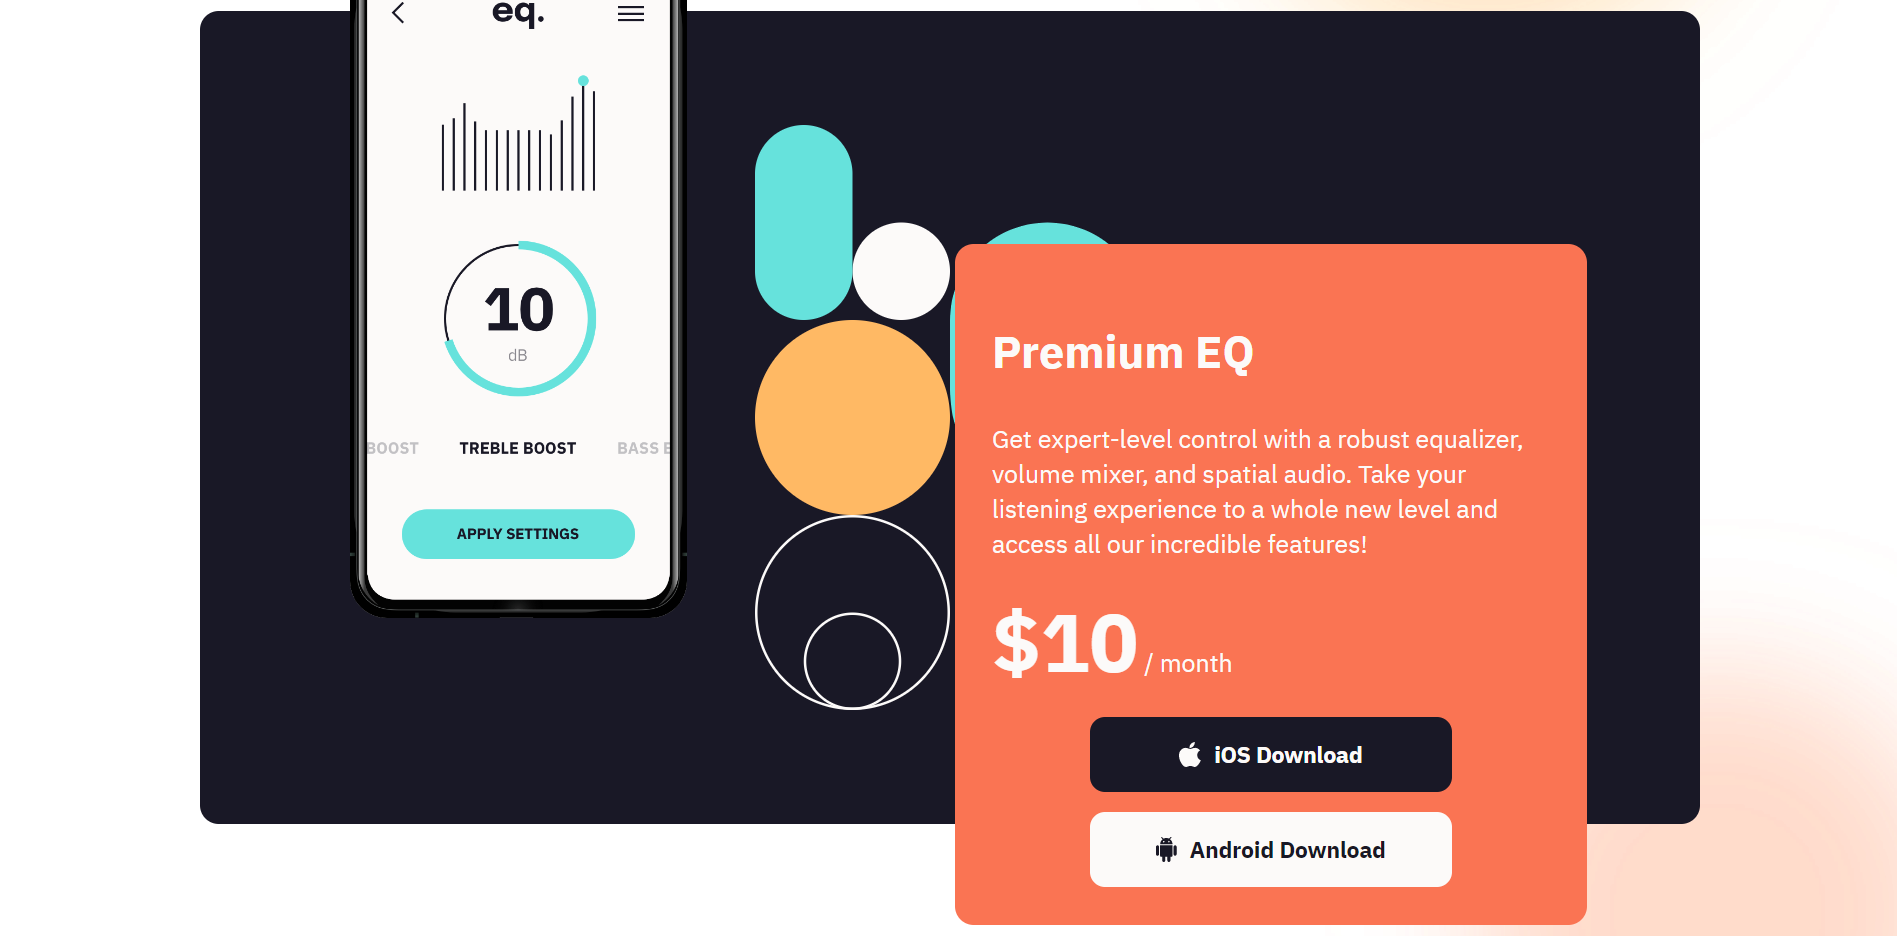 eq.
10
dB
BOOST TREBLE BOOST BASS
APPLY SETTINGS
Premium EQ
Get expert-level control with a robust equalizer,
volume mixer, and spatial audio. Take your
listening experience to a whole new level and
access all our incredible features!
$10 / month
iOS Download
Android Download